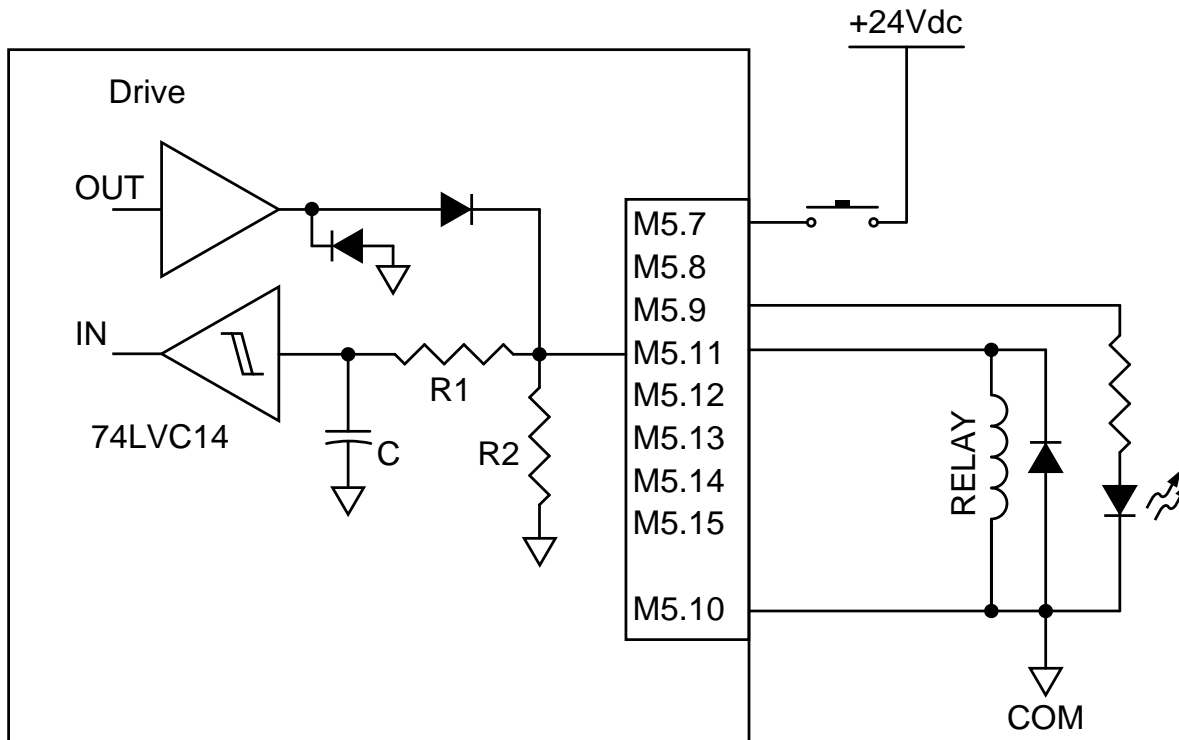 +24Vdc
Drive
OUT
IN
74LVC14
R1
C
R2
M5.7
M5.8
M5.9
M5.11
M5.12
M5.13
M5.14
M5.15
M5.10
RELAY
COM